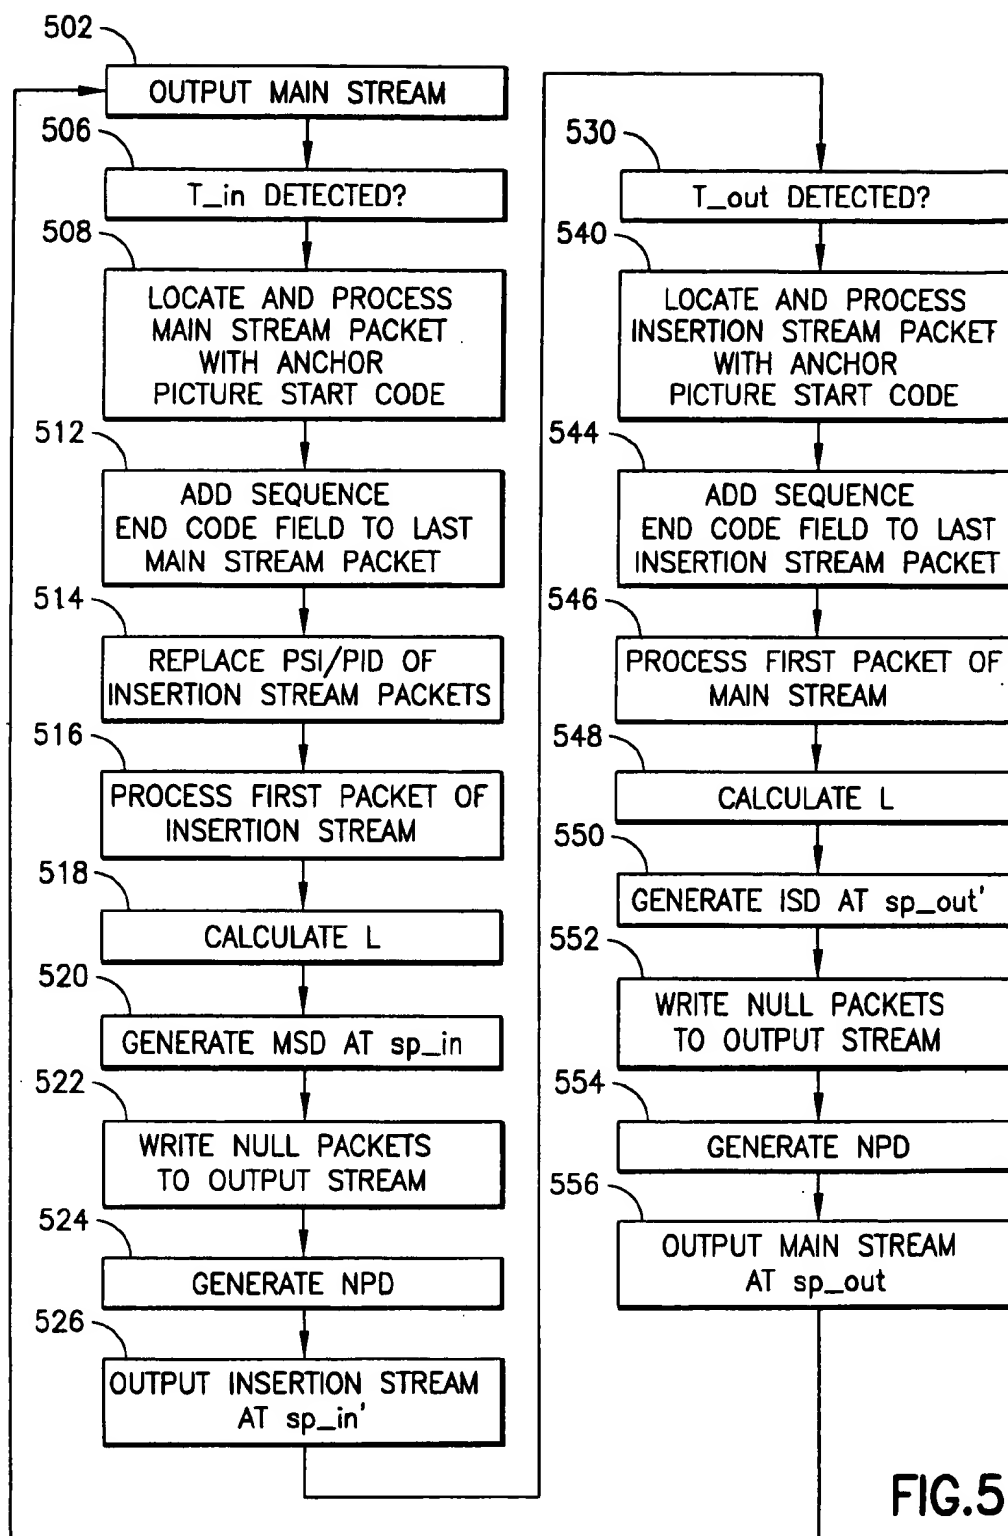 502
OUTPUT MAIN STREAM
506
T_in DETECTED?
508
LOCATE AND PROCESS
MAIN STREAM PACKET
WITH ANCHOR
PICTURE START CODE
512
ADD SEQUENCE
END CODE FIELD TO LAST
MAIN STREAM PACKET
514
REPLACE PSI/PID OF
INSERTION STREAM PACKETS
516
PROCESS FIRST PACKET OF
INSERTION STREAM
518
CALCULATE L
520
GENERATE MSD AT sp_in
522
WRITE NULL PACKETS
TO OUTPUT STREAM
524
GENERATE NPD
526
OUTPUT INSERTION STREAM
AT sp_in'
530
T_out DETECTED?
540
LOCATE AND PROCESS
INSERTION STREAM PACKET
WITH ANCHOR
PICTURE START CODE
544
ADD SEQUENCE
END CODE FIELD TO LAST
INSERTION STREAM PACKET
546
PROCESS FIRST PACKET OF
MAIN STREAM
548
CALCULATE L
550
GENERATE ISD AT sp_out'
552
WRITE NULL PACKETS
TO OUTPUT STREAM
554
GENERATE NPD
556
OUTPUT MAIN STREAM
AT sp_out
FIG.5